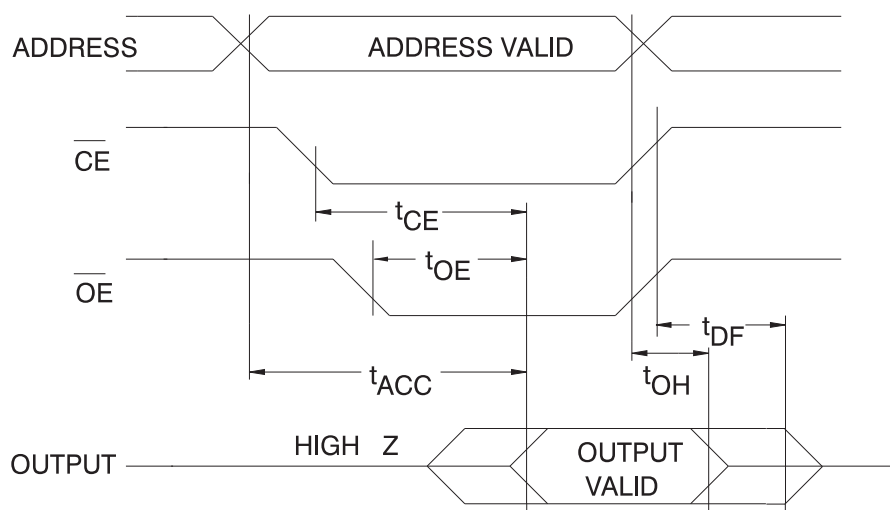 ADDRESS
ADDRESS VALID
CE
tCE
OE
tOE
tDF
tACC
tOH
HIGH Z
OUTPUT
OUTPUT
VALID